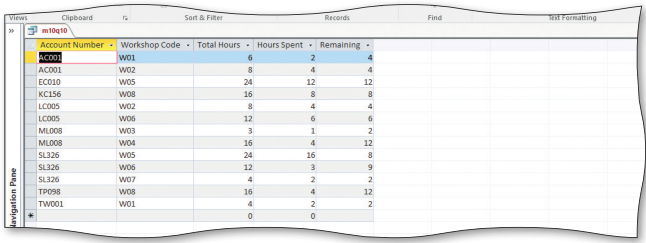 Views Clipboard Sort & Filter Records Find Text Formatting
» m10q10
Account Number Workshop Code Total Hours Hours Spent Remaining
AC001 W01 6 2 4
AC001 W02 8 4 4
EC010 W05 24 12 12
KC156 W08 16 8 8
LC005 W02 8 4 4
LC005 W06 12 6 6
ML008 W03 3 1 2
ML008 W04 16 4 12
SL326 W05 24 16 8
SL326 W06 12 3 9
SL326 W07 4 2 2
TP098 W08 16 4 12
TW001 W01 4 2 2
* 0 0
Navigation Pane